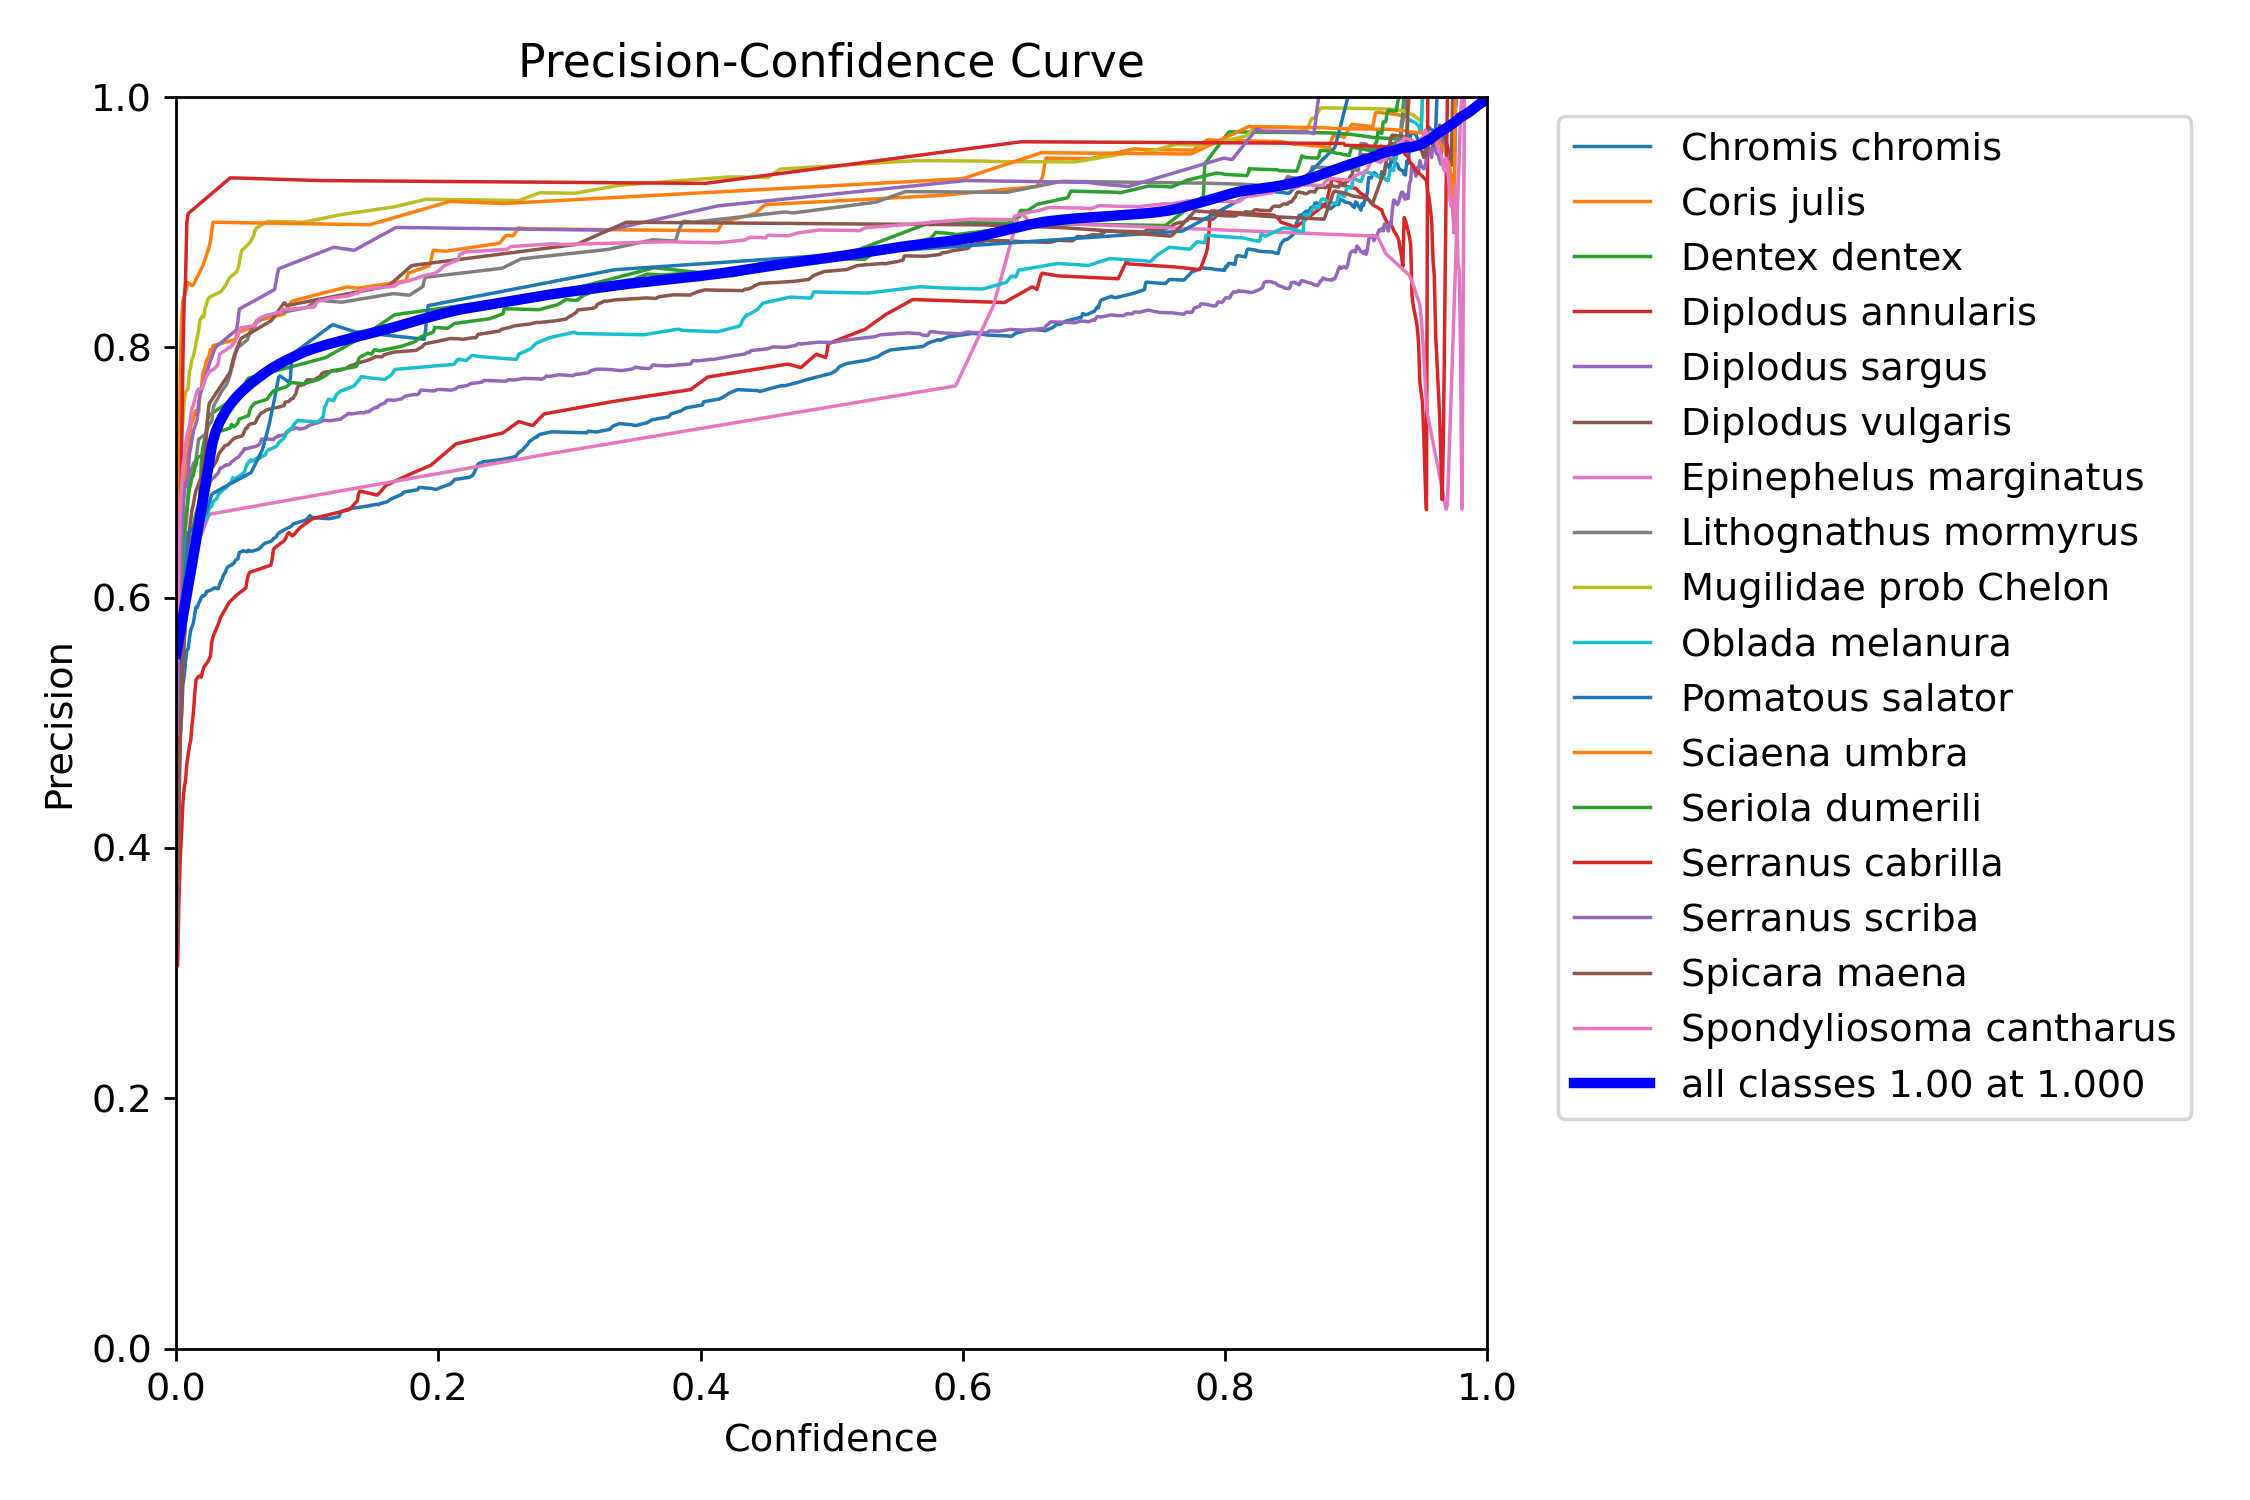 Precision-Confidence Curve
1.0
0.8
0.6
0.4
0.2
0.0
Precision
0.0 0.2 0.4 0.6 0.8 1.0
Confidence
Chromis chromis
Coris julis
Dentex dentex
Diplodus annularis
Diplodus sargus
Diplodus vulgaris
Epinephelus marginatus
Lithognathus mormyrus
Mugilidae prob Chelon
Oblada melanura
Pomatous salator
Sciaena umbra
Seriola dumerili
Serranus cabrilla
Serranus scriba
Spicara maena
Spondyliosoma cantharus
all classes 1.00 at 1.000